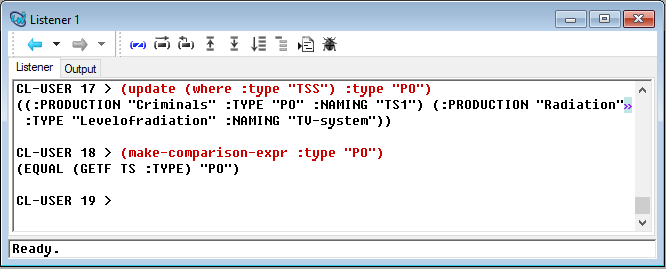 Listener 1
Listener Output
CL-USER 17 > (update (where :type "TSS") :type "PO")
((:PRODUCTION "Criminals" :TYPE "PO" :NAMING "TS1") (:PRODUCTION "Radiation"»
:TYPE "Levelofradiation" :NAMING "TV-system"))
CL-USER 18 > (make-comparison-expr :type "PO")
(EQUAL (GETF TS :TYPE) "PO")
CL-USER 19 >
Ready.